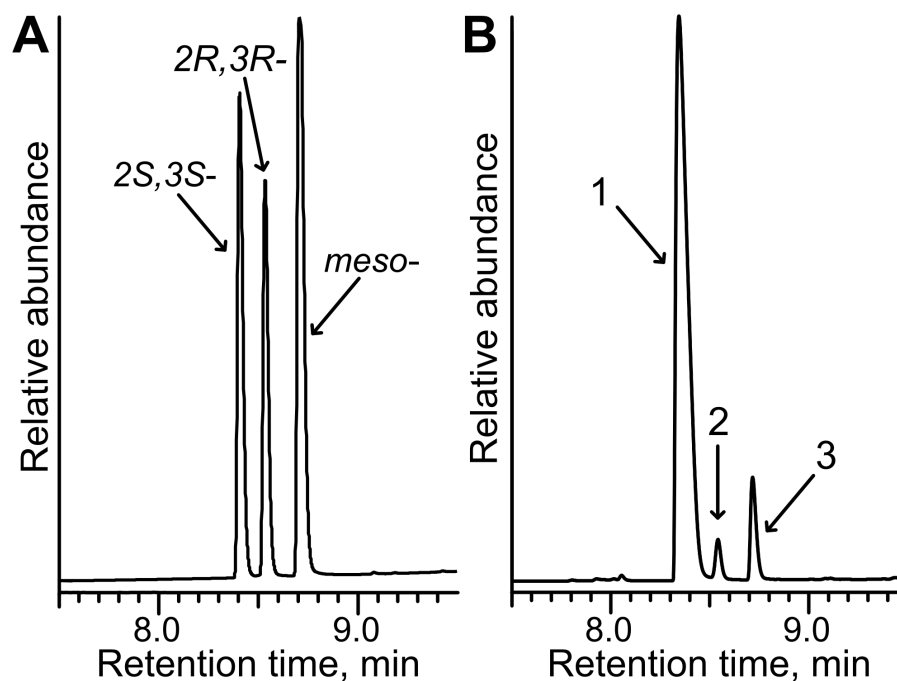 A
2R,3R-
2S,3S-
meso-
Relative abundance
8.0 9.0
Retention time, min
B
1
2
3
Relative abundance
8.0 9.0
Retention time, min